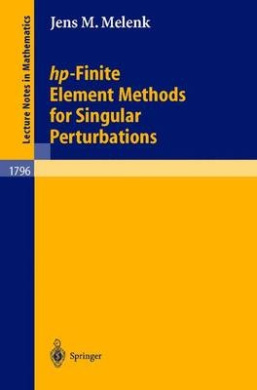 Jens M. Melenk
hp-Finite
Element Methods
for Singular
Perturbations
Lecture Notes in Mathematics
1796
Springer